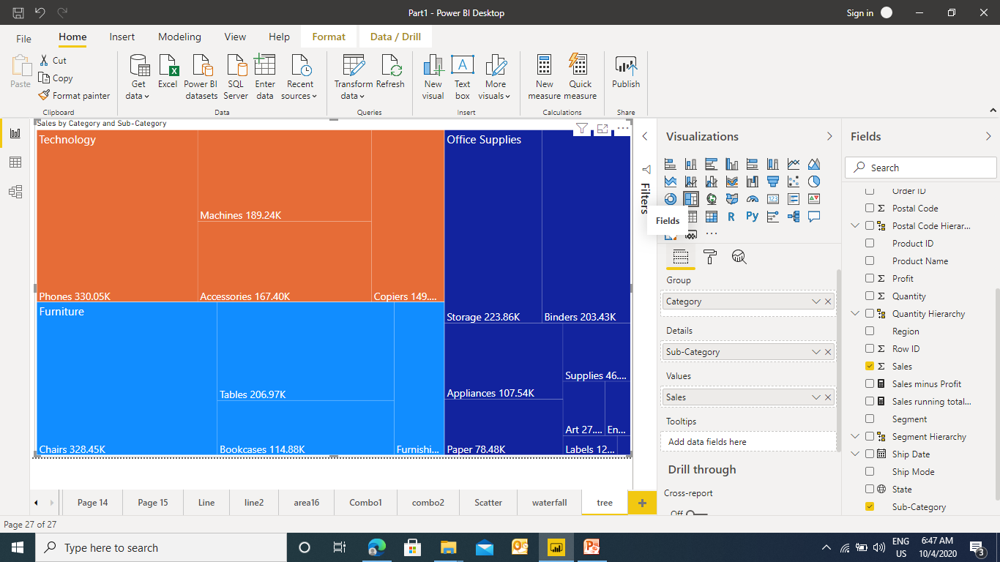 Part1 - Power BI Desktop
Sign in
File Home Insert Modeling View Help Format Data / Drill
Paste
Cut
Copy
Format painter
Clipboard
Get data
Excel
Power BI datasets
SQL Server
Enter data
Recent sources
Data
Transform data
Refresh
Queries
New visual
Text box
More visuals
Insert
New measure
Quick measure
Calculations
Publish
Share
Sales by Category and Sub-Category
Technology
Machines 189.24K
Phones 330.05K
Accessories 167.40K
Copiers 149....
Furniture
Tables 206.97K
Chairs 328.45K
Bookcases 114.88K
Furnishi...
Office Supplies
Storage 223.86K
Binders 203.43K
Appliances 107.54K
Supplies 46....
Paper 78.48K
Art 27....
En...
Labels 12...
Filters
Visualizations
123
R
Py
Fields
Group
Category
Details
Sub-Category
Values
Sales
Tooltips
Add data fields here
Drill through
Cross-report
Off
Fields
Search
Order ID
Postal Code
Postal Code Hierar...
Product ID
Product Name
Profit
Quantity
Quantity Hierarchy
Region
Row ID
Sales
Sales minus Profit
Sales running total...
Segment
Segment Hierarchy
Ship Date
Ship Mode
State
Sub-Category
Page 14 Page 15 Line line2 area16 Combo1 combo2 Scatter waterfall tree
Page 27 of 27
Type here to search
ENG
US
6:47 AM
10/4/2020
3